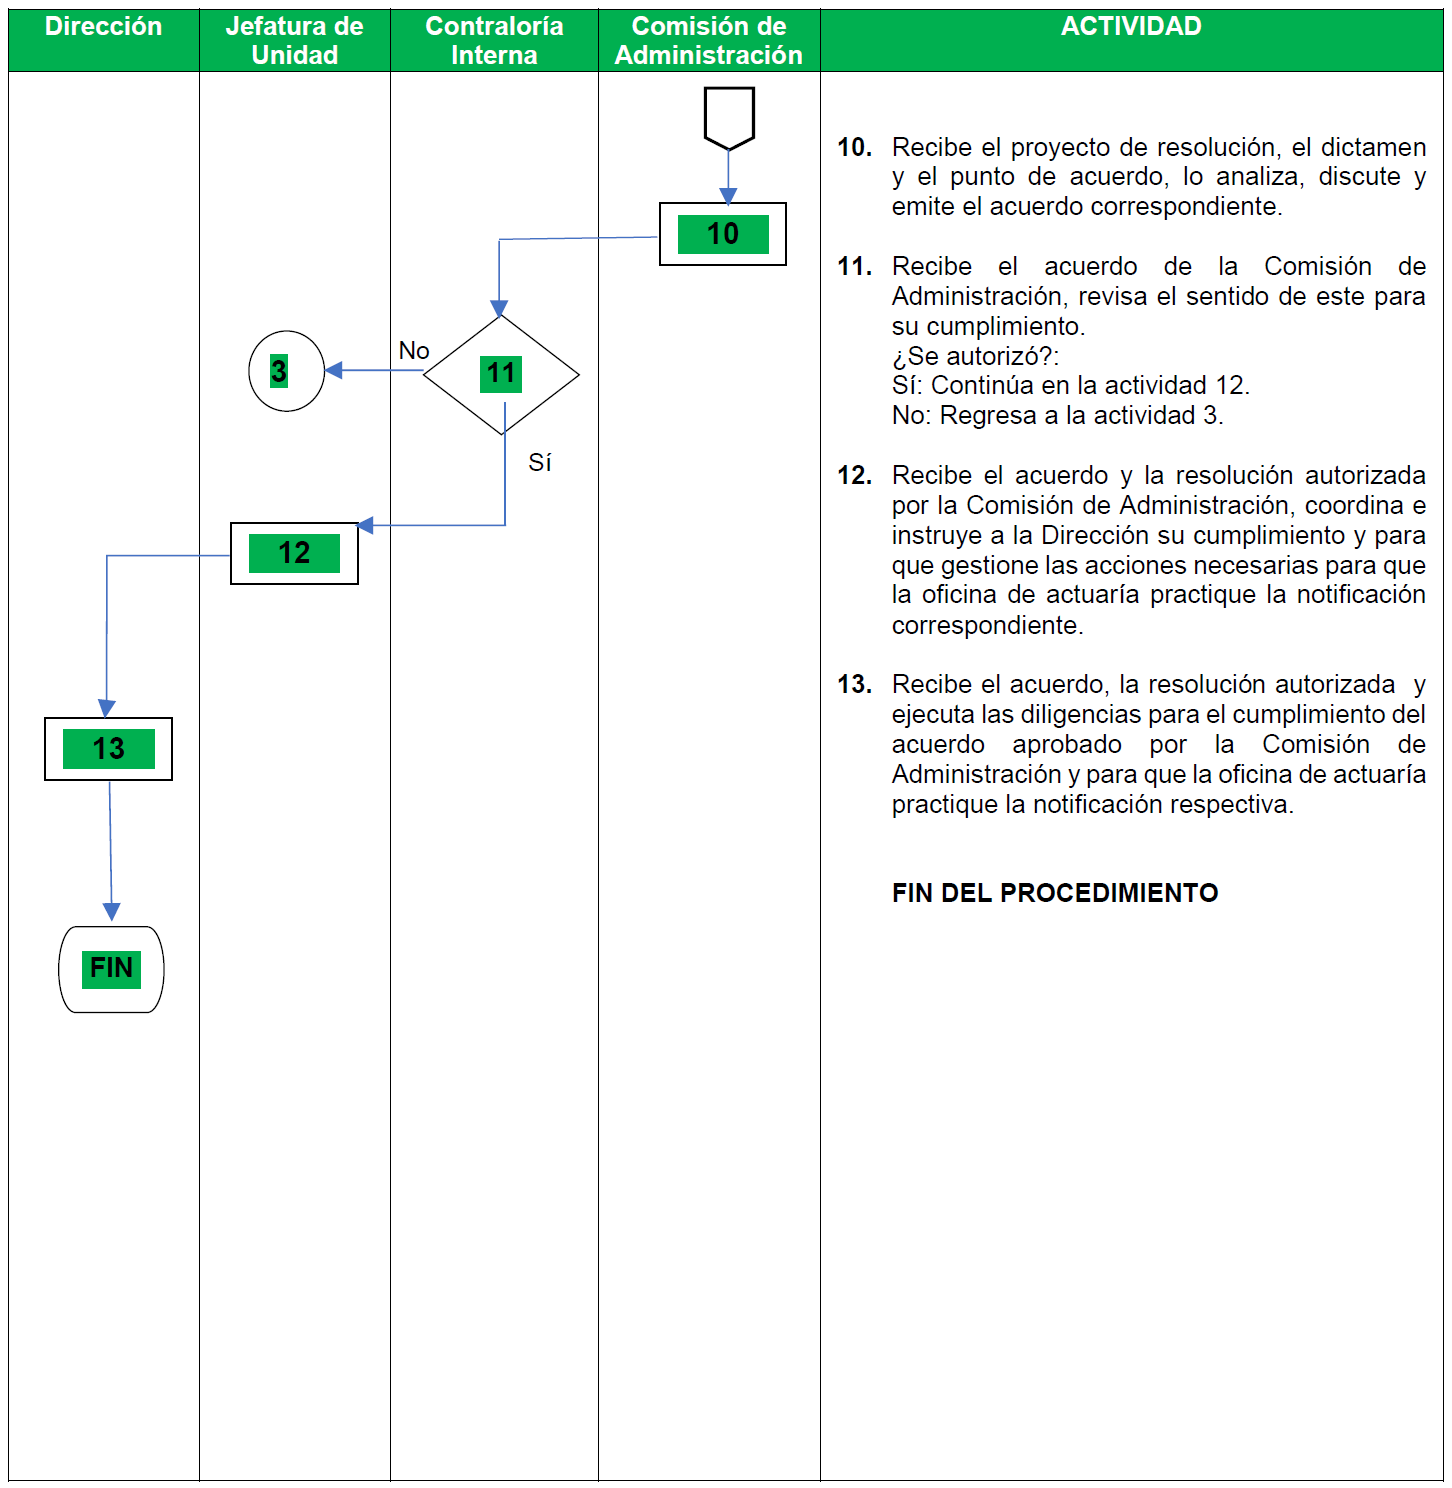 Dirección
Jefatura de
Unidad
Contraloría
Interna
Comisión de
Administración
ACTIVIDAD
10
11
No
3
Sí
12
13
FIN
10. Recibe el proyecto de resolución, el dictamen
y el punto de acuerdo, lo analiza, discute y
emite el acuerdo correspondiente.
11. Recibe el acuerdo de la Comisión de
Administración, revisa el sentido de este para
su cumplimiento.
¿Se autorizó?:
Sí: Continúa en la actividad 12.
No: Regresa a la actividad 3.
12. Recibe el acuerdo y la resolución autorizada
por la Comisión de Administración, coordina e
instruye a la Dirección su cumplimiento y para
que gestione las acciones necesarias para que
la oficina de actuaría practique la notificación
correspondiente.
13. Recibe el acuerdo, la resolución autorizada y
ejecuta las diligencias para el cumplimiento del
acuerdo aprobado por la Comisión de
Administración y para que la oficina de actuaría
practique la notificación respectiva.
FIN DEL PROCEDIMIENTO